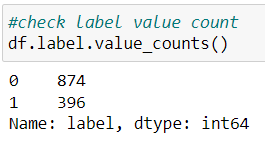 #check label value count
df.label.value_counts()
0    874
1    396
Name: label, dtype: int64